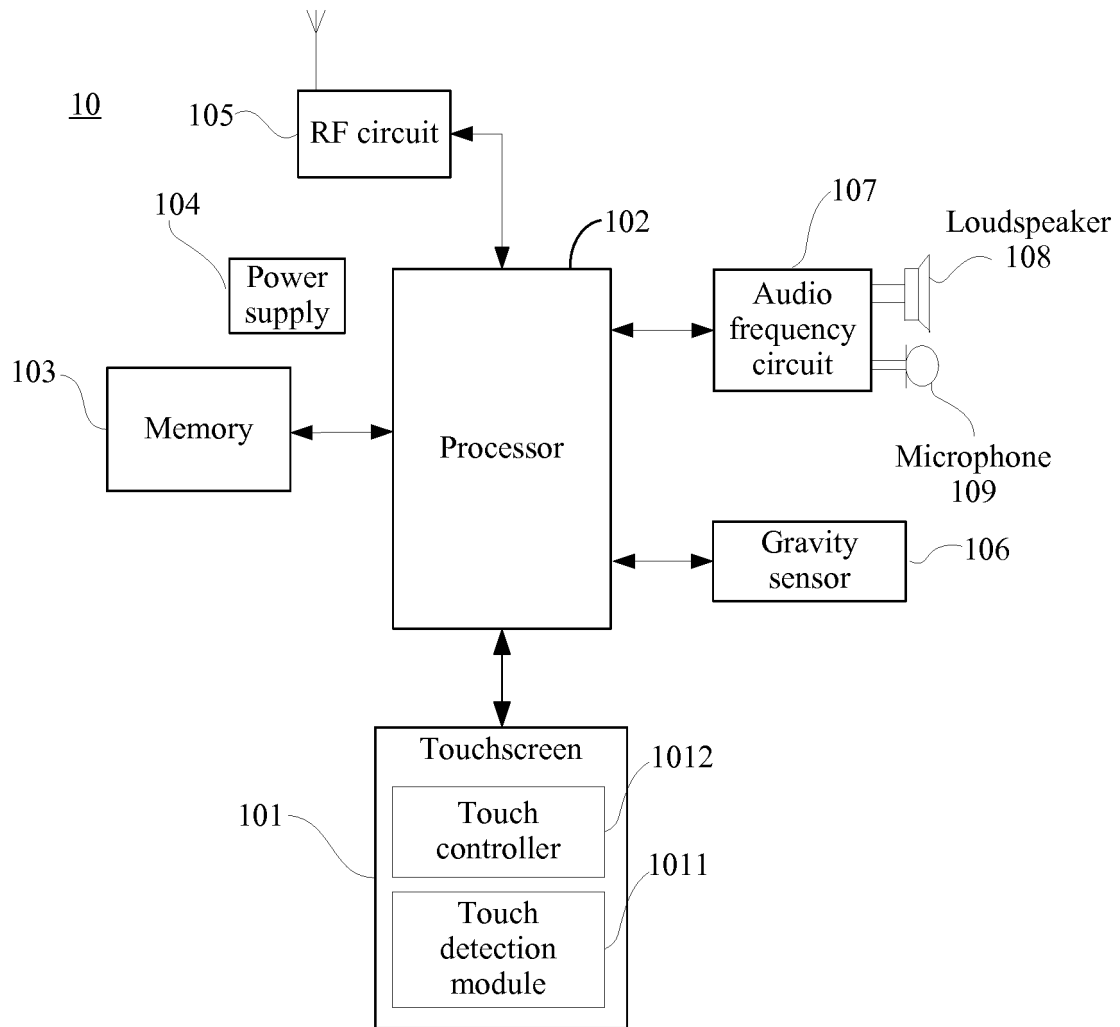 10
105
RF circuit
104
Power
supply
102
107
Loudspeaker
108
Audio
frequency
circuit
103
Memory
Processor
Microphone
109
Gravity
sensor
106
Touchscreen
1012
Touch
controller
101
1011
Touch
detection
module